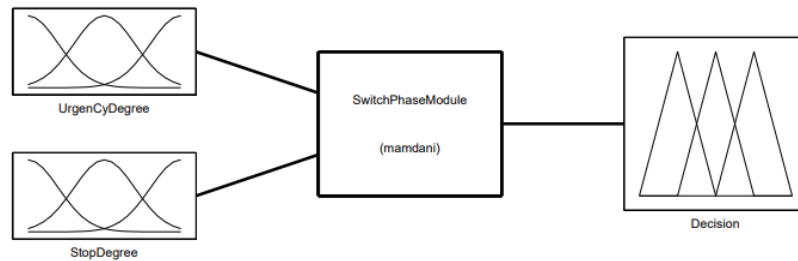 UrgenCyDegree
StopDegree
SwitchPhaseModule
(mamdani)
Decision